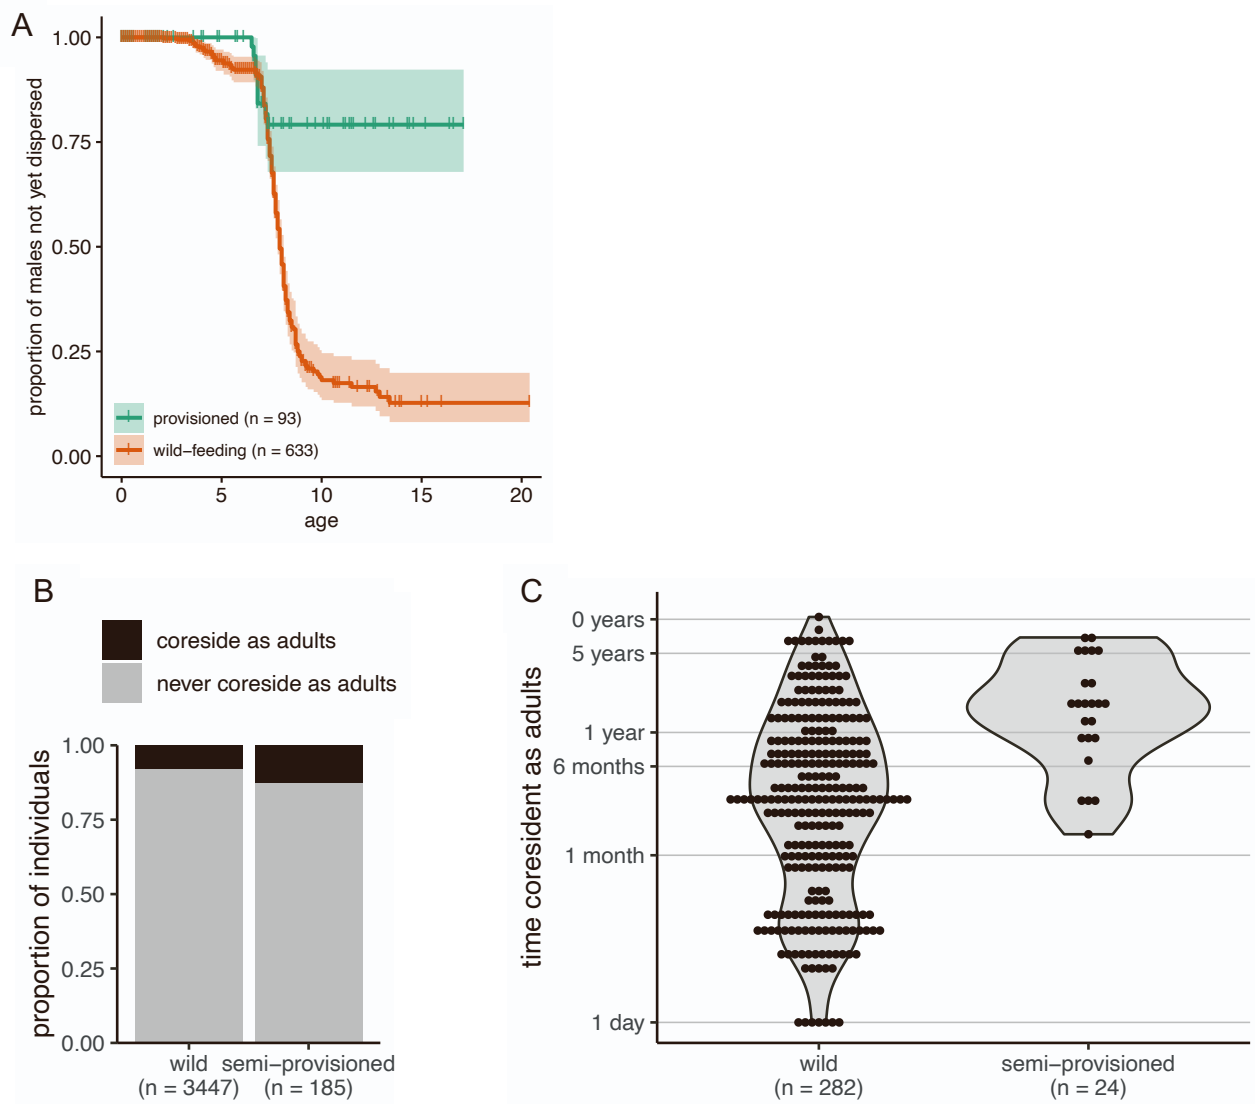 A
proportion of males not yet dispersed
1.00
0.75
0.50
0.25
0.00
provisioned (n = 93)
wild−feeding (n = 633)
0 5 10 15 20
age
B
coreside as adults
never coreside as adults
proportion of individuals
1.00
0.75
0.50
0.25
0.00
wild semi−provisioned
(n = 3447) (n = 185)
C
time coresident as adults
0 years
5 years
1 year
6 months
1 month
1 day
wild semi−provisioned
(n = 282) (n = 24)